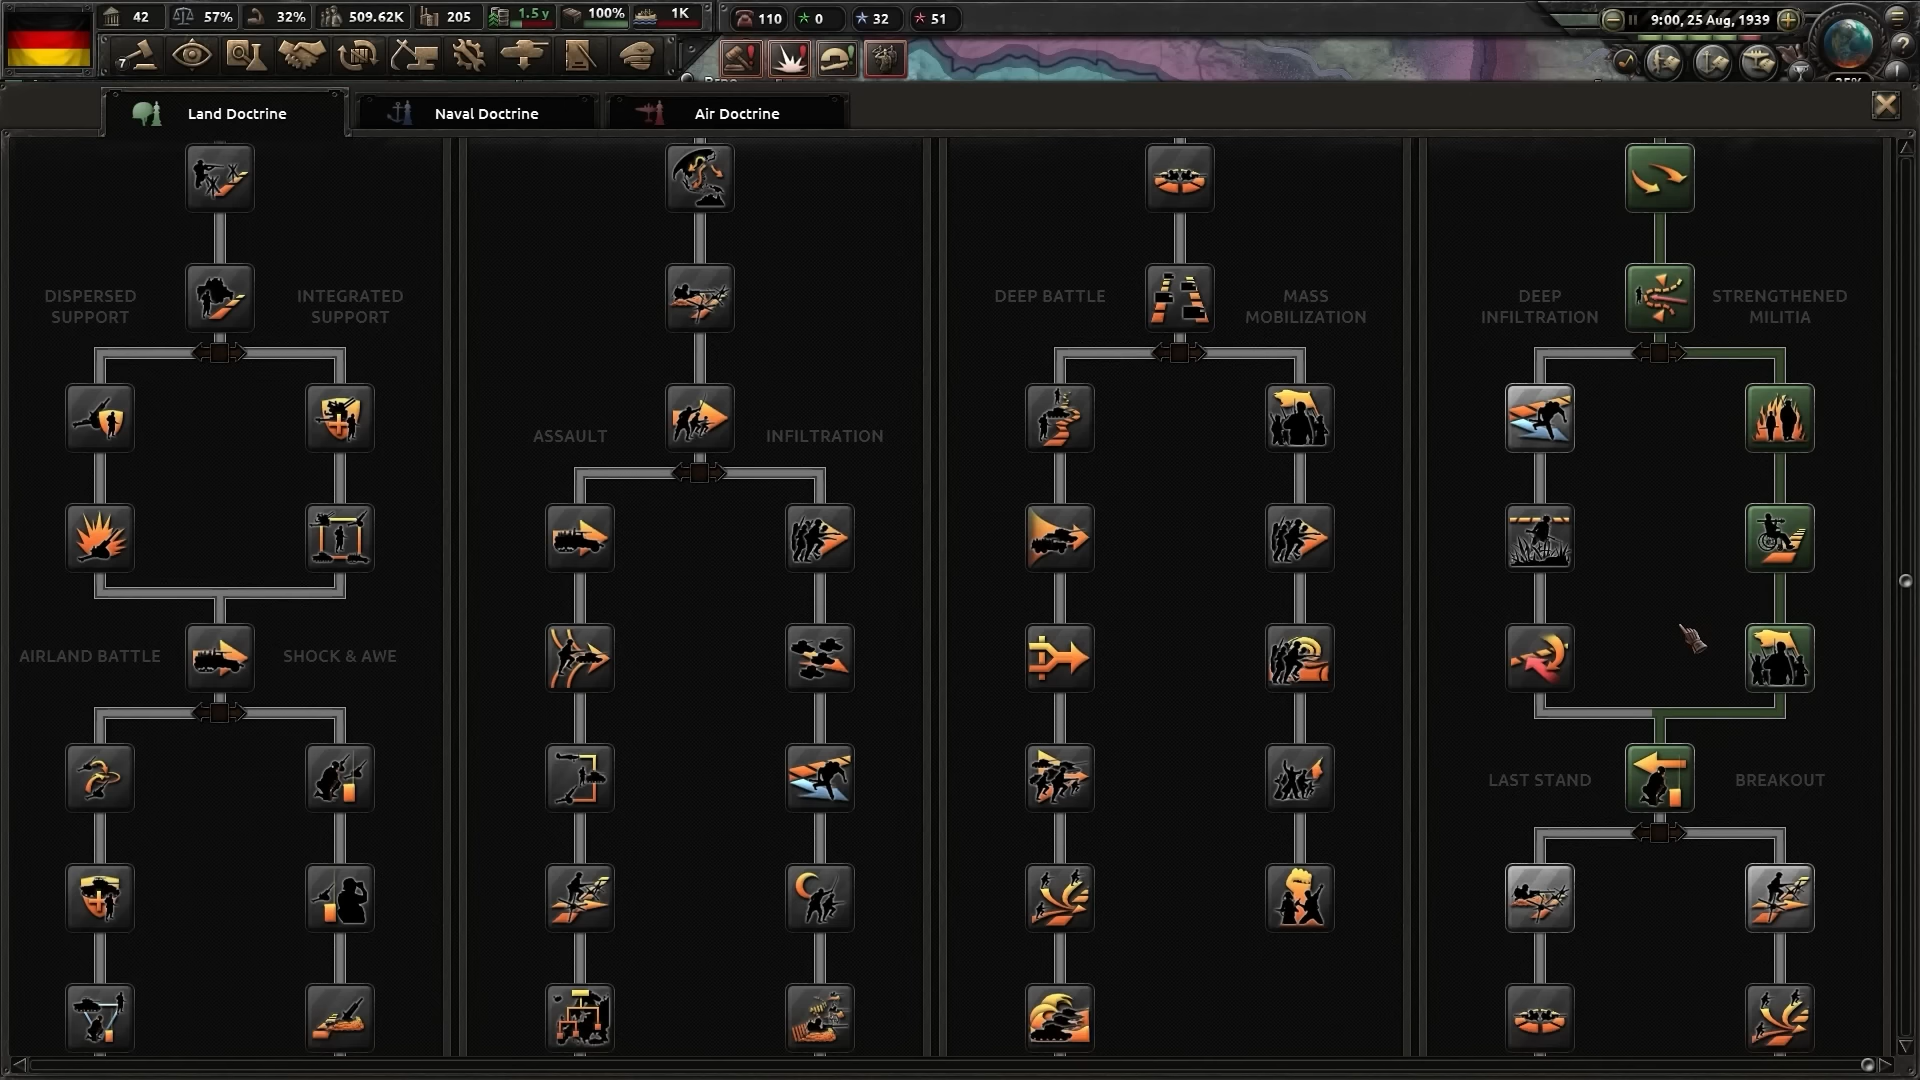 42
57%
32%
509.62K
205
1.5 y
100%
1K
110
0
32
51
9:00, 25 Aug, 1939
7
Land Doctrine
Naval Doctrine
Air Doctrine
DISPERSED
SUPPORT
INTEGRATED
SUPPORT
DEEP BATTLE
MASS
MOBILIZATION
DEEP
INFILTRATION
STRENGTHENED
MILITIA
ASSAULT
INFILTRATION
AIRLAND BATTLE
SHOCK & AWE
LAST STAND
BREAKOUT